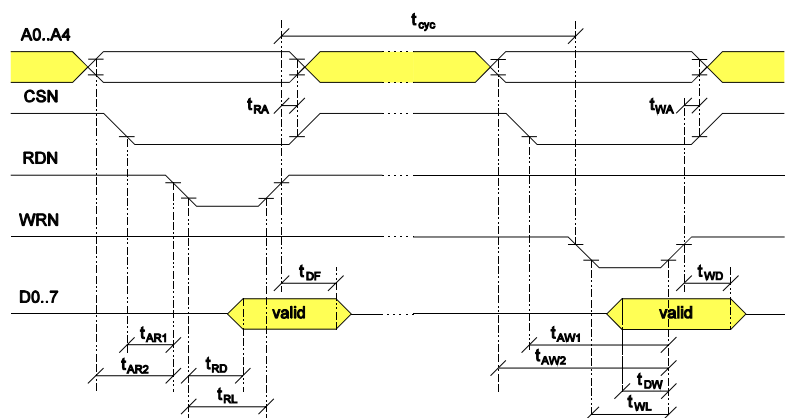 t_cyc
A0..A4
CSN
t_RA
t_WA
RDN
WRN
t_DF
t_WD
D0..7
valid
valid
t_AR1
t_AW1
t_AR2
t_RD
t_AW2
t_DW
t_RL
t_WL